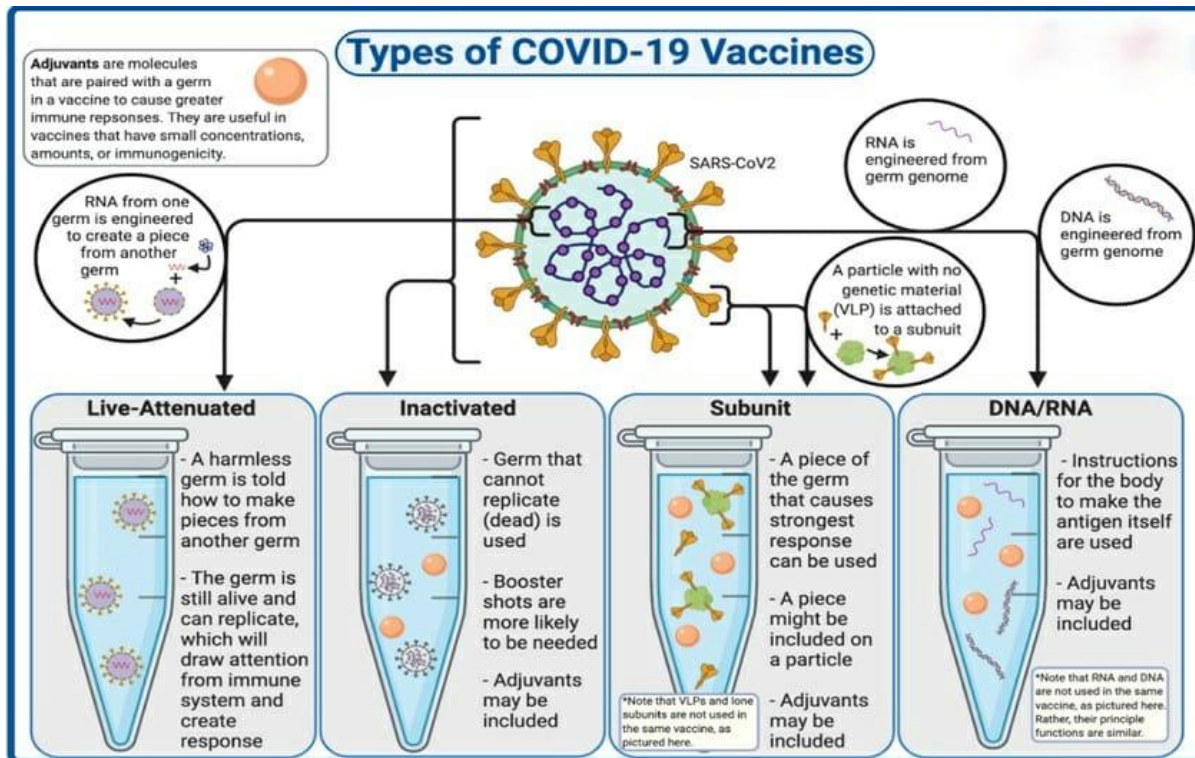 Types of COVID-19 Vaccines
Adjuvants are molecules
that are paired with a germ
in a vaccine to cause greater
immune repsonses. They are useful in
vaccines that have small concentrations,
amounts, or immunogenicity.
SARS-CoV2
RNA is
engineered from
germ genome
DNA is
engineered from
germ genome
RNA from one
germ is engineered
to create a piece
from another
germ
+
A particle with no
genetic material
(VLP) is attached
to a subnuit
+
Live-Attenuated
- A harmless
germ is told
how to make
pieces from
another germ
- The germ is
still alive and
can replicate,
which will
draw attention
from immune
system and
create
response
Inactivated
- Germ that
cannot
replicate
(dead) is
used
- Booster
shots are
more likely
to be needed
- Adjuvants
may be
included
Subunit
- A piece of
the germ
that causes
strongest
response
can be used
- A piece
might be
included on
a particle
- Adjuvants
may be
included
*Note that VLPs and lone
subunits are not used in
the same vaccine, as
pictured here.
DNA/RNA
- Instructions
for the body
to make the
antigen itself
are used
- Adjuvants
may be
included
*Note that RNA and DNA
are not used in the same
vaccine, as pictured here.
Rather, their principle
functions are similar.